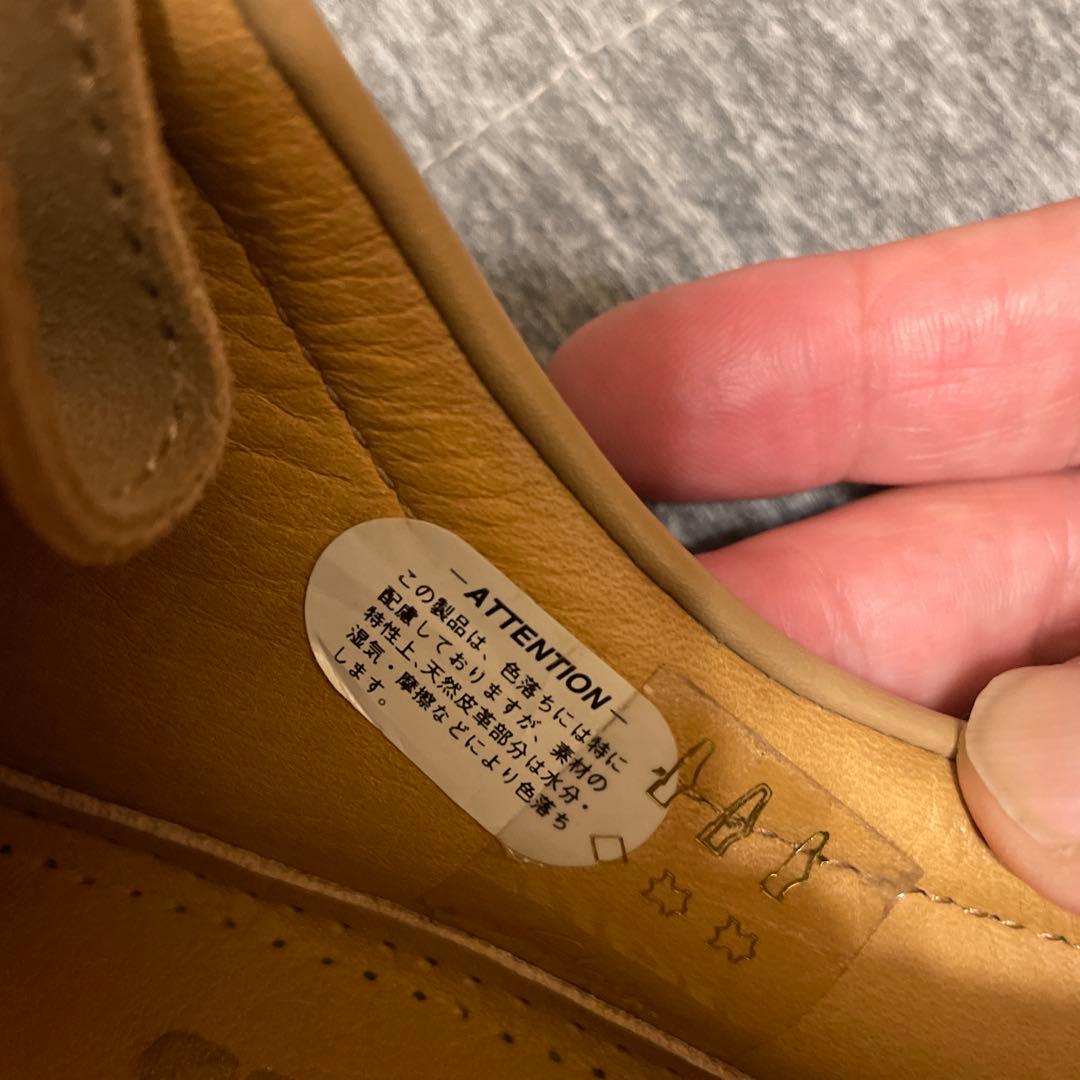 －ATTENTION－
この製品は、色落ちには特に
配慮しておりますが、素材の
特性上、天然皮革部分は水分・
湿気・摩擦などにより色落ち
します。